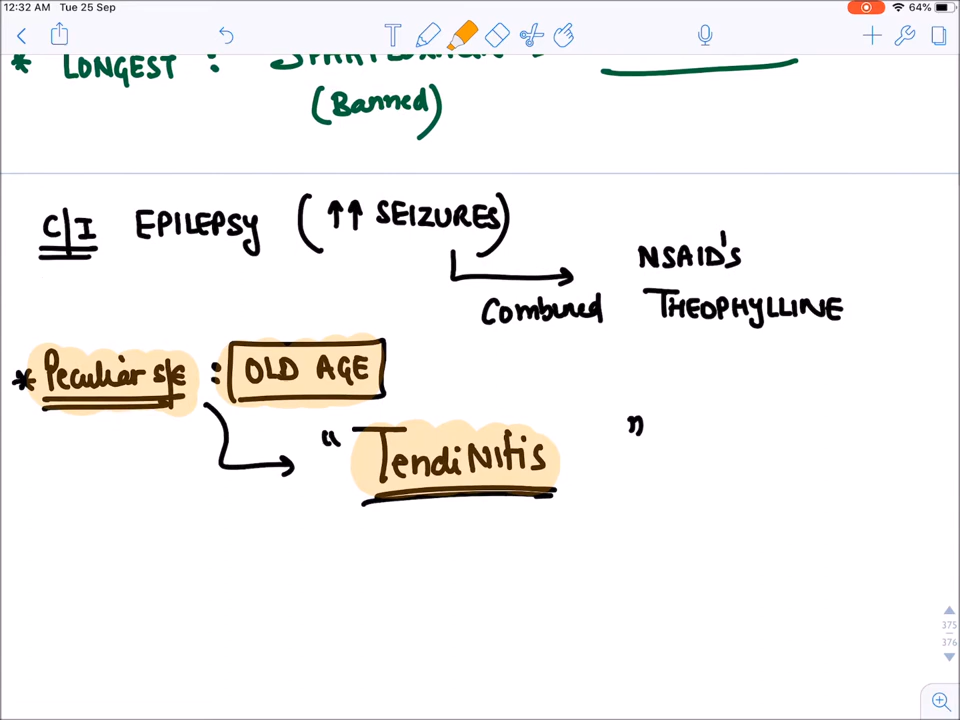 12:32 AM Tue 25 Sep
64%
* LONGEST :
(Banned)
C/I EPILEPSY (↑↑ SEIZURES)
Combined NSAID'S
THEOPHYLLINE
* Peculiar s/e : OLD AGE
" TendiNitis "
375
376